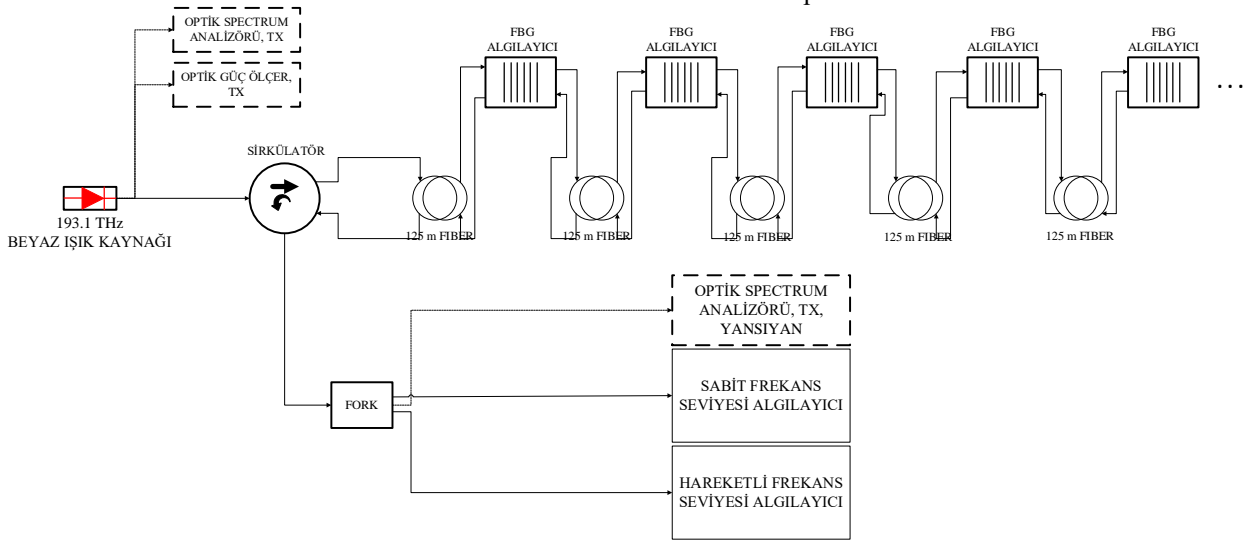 OPTİK SPECTRUM
ANALİZÖRÜ, TX
OPTİK GÜÇ ÖLÇER,
TX
193.1 THz
BEYAZ IŞIK KAYNAĞI
SİRKÜLATÖR
FBG
ALGILAYICI
FBG
ALGILAYICI
FBG
ALGILAYICI
FBG
ALGILAYICI
FBG
ALGILAYICI
...
125 m FIBER
125 m FIBER
125 m FIBER
125 m FIBER
125 m FIBER
OPTİK SPECTRUM
ANALİZÖRÜ, TX,
YANSIYAN
FORK
SABİT FREKANS
SEVİYESİ ALGILAYICI
HAREKETLİ FREKANS
SEVİYESİ ALGILAYICI